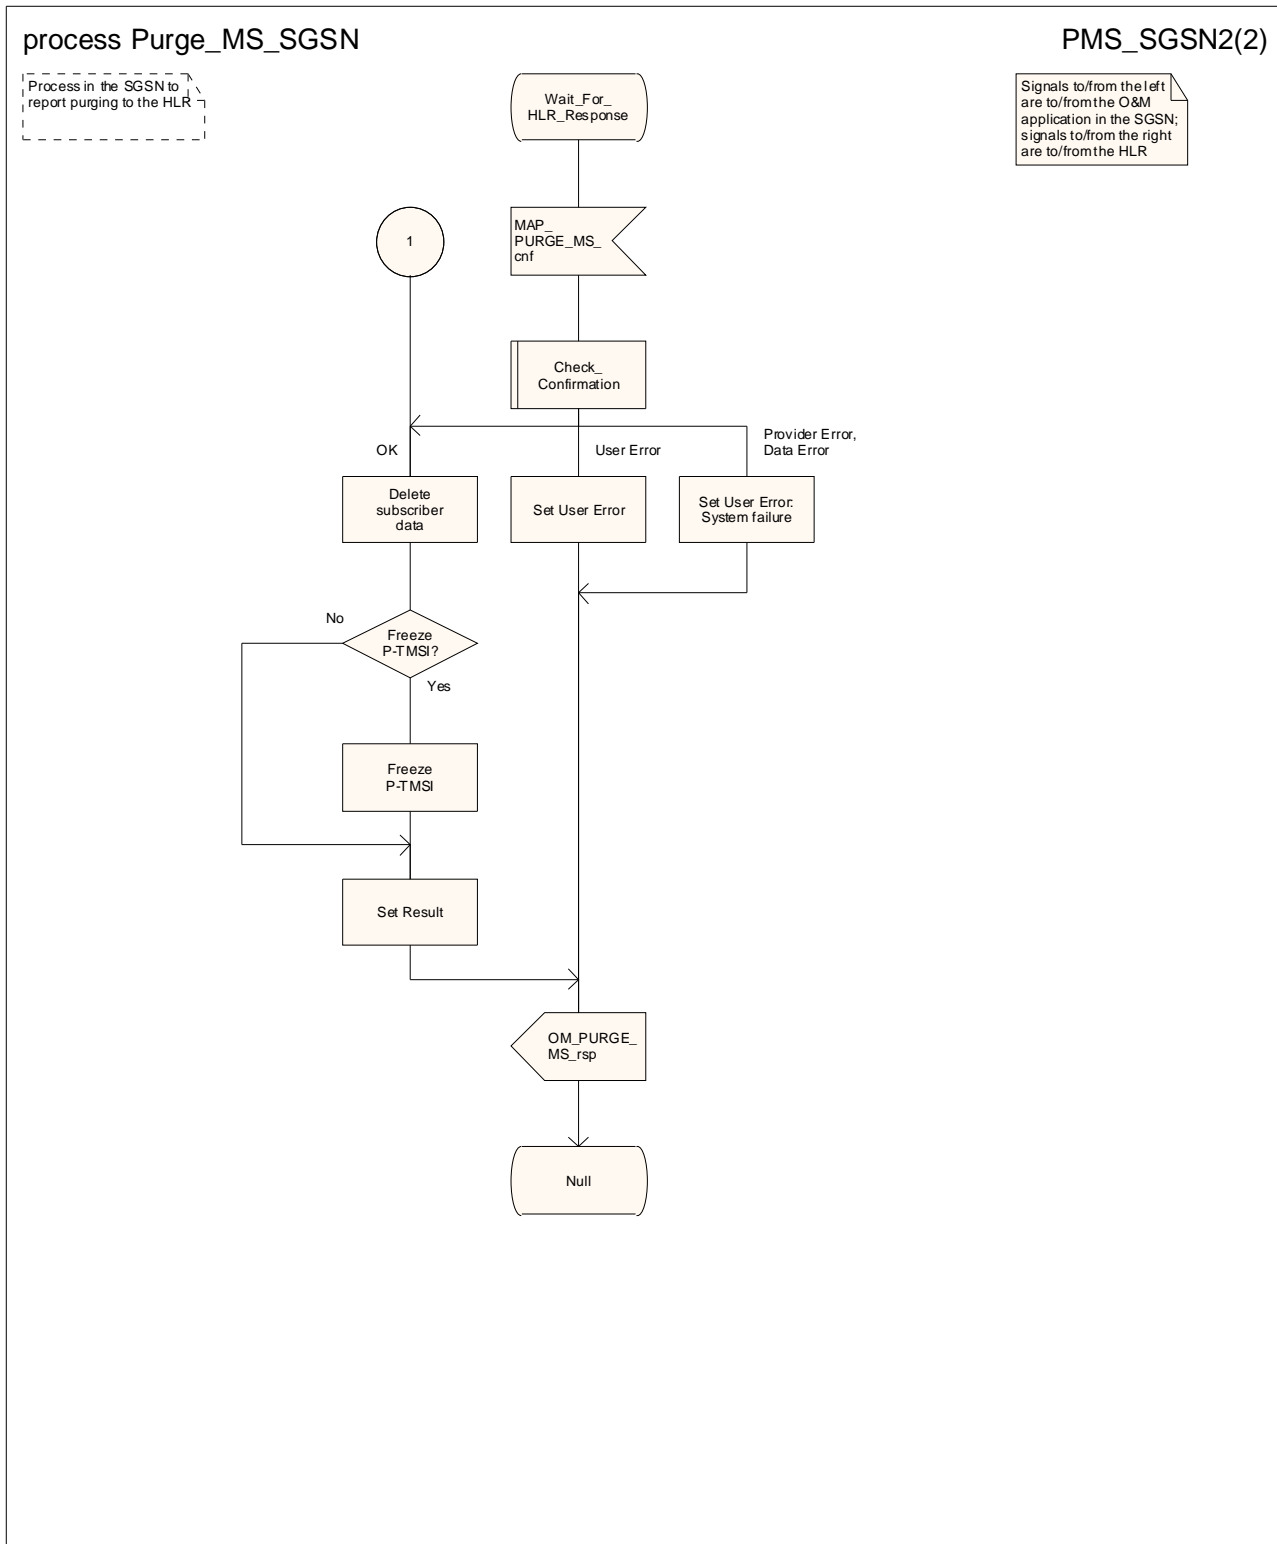 process Purge_MS_SGSN
PMS_SGSN2(2)
Process in the SGSN to
report purging to the HLR
Wait_For_
HLR_Response
Signals to/from the left
are to/from the O&M
application in the SGSN;
signals to/from the right
are to/from the HLR
1
MAP_
PURGE_MS_
cnf
Check_
Confirmation
OK
User Error
Provider Error,
Data Error
Delete
subscriber
data
Set User Error
Set User Error:
System failure
No
Freeze
P-TMSI?
Yes
Freeze
P-TMSI
Set Result
OM_PURGE_
MS_rsp
Null